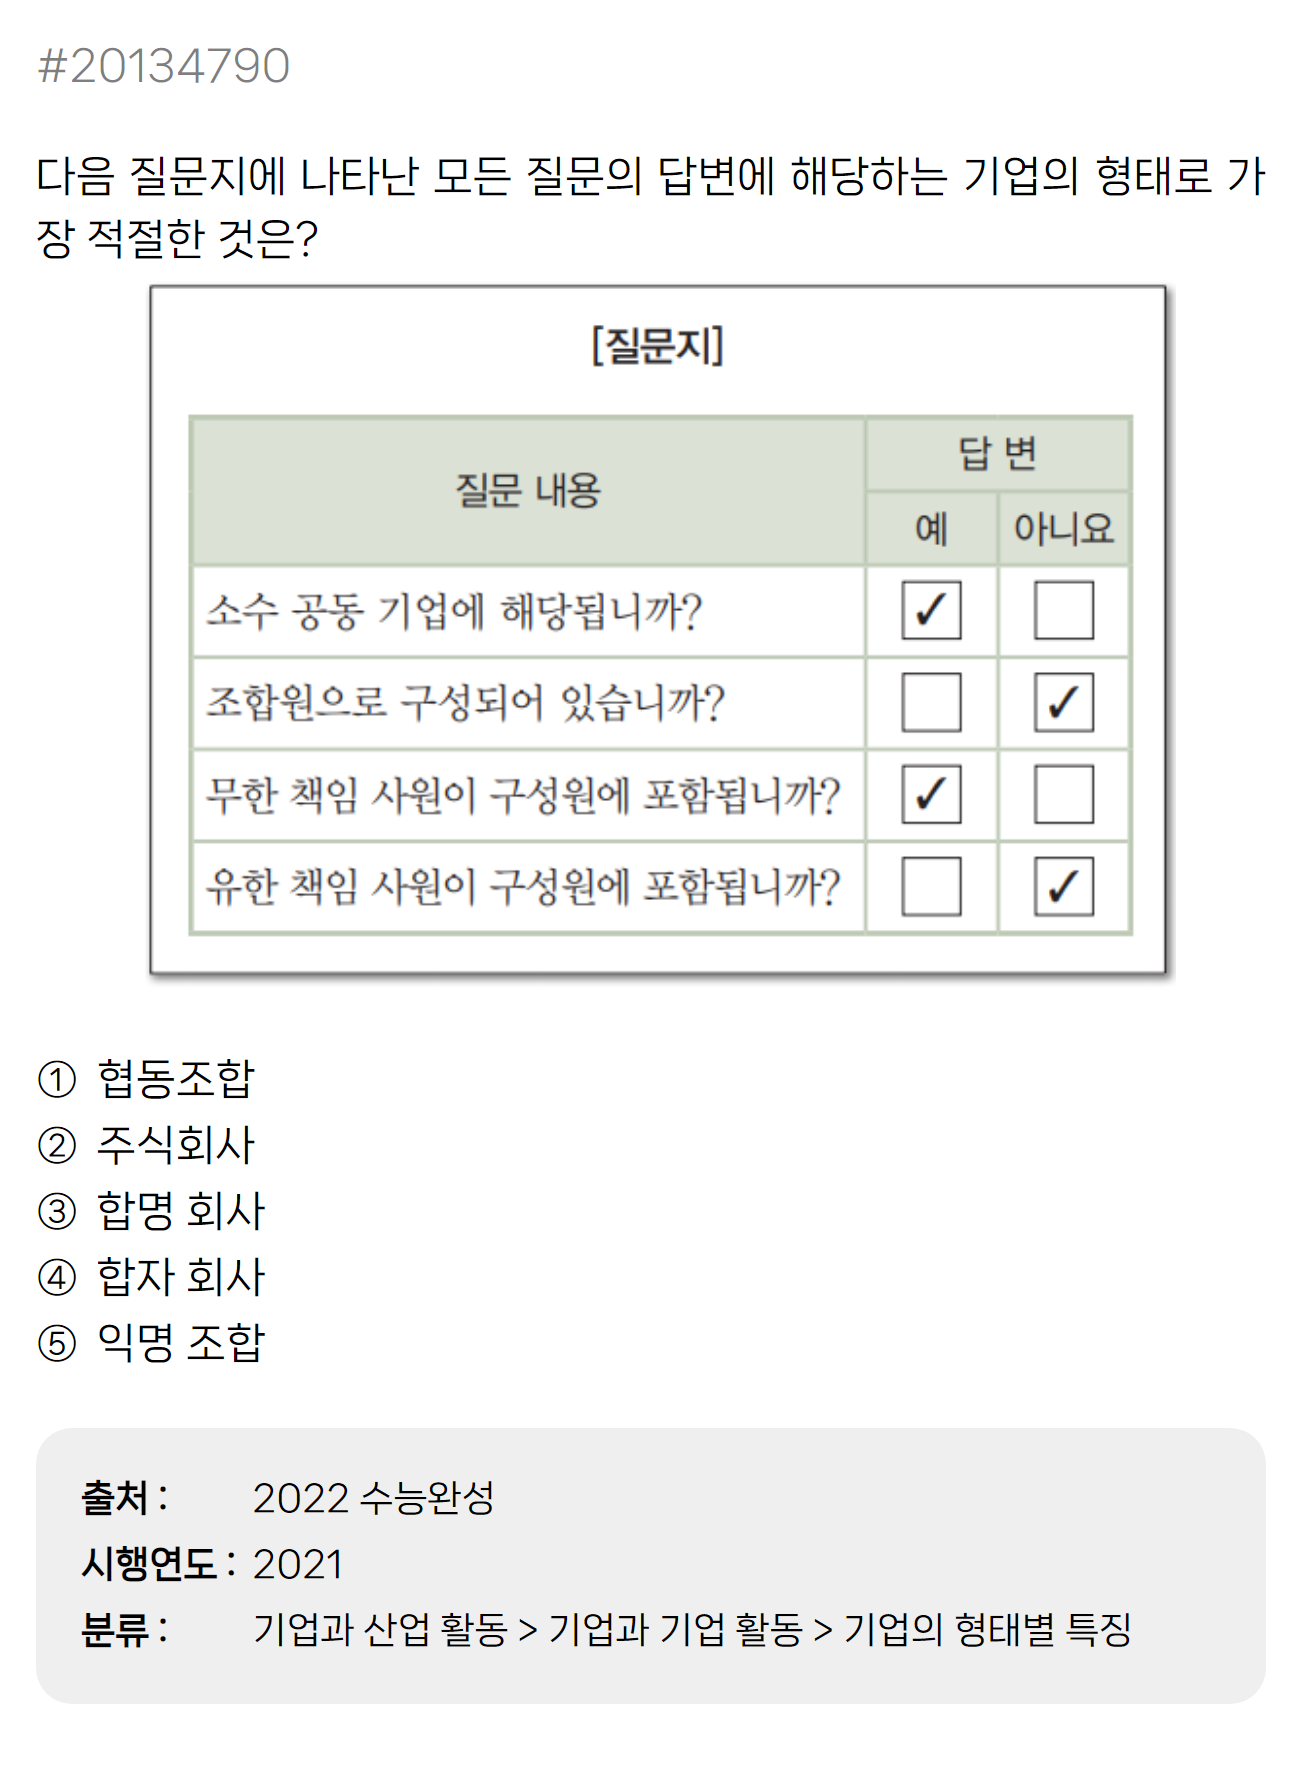 #20134790
다음 질문지에 나타난 모든 질문의 답변에 해당하는 기업의 형태로 가
장 적절한 것은?
[질문지]
질문 내용
답 변
예
아니요
소수 공동 기업에 해당됩니까?
✓
조합원으로 구성되어 있습니까?
✓
무한 책임 사원이 구성원에 포함됩니까?
✓
유한 책임 사원이 구성원에 포함됩니까?
✓
① 협동조합
② 주식회사
③ 합명 회사
④ 합자 회사
⑤ 익명 조합
출처 : 2022 수능완성
시행연도 : 2021
분류 : 기업과 산업 활동 > 기업과 기업 활동 > 기업의 형태별 특징